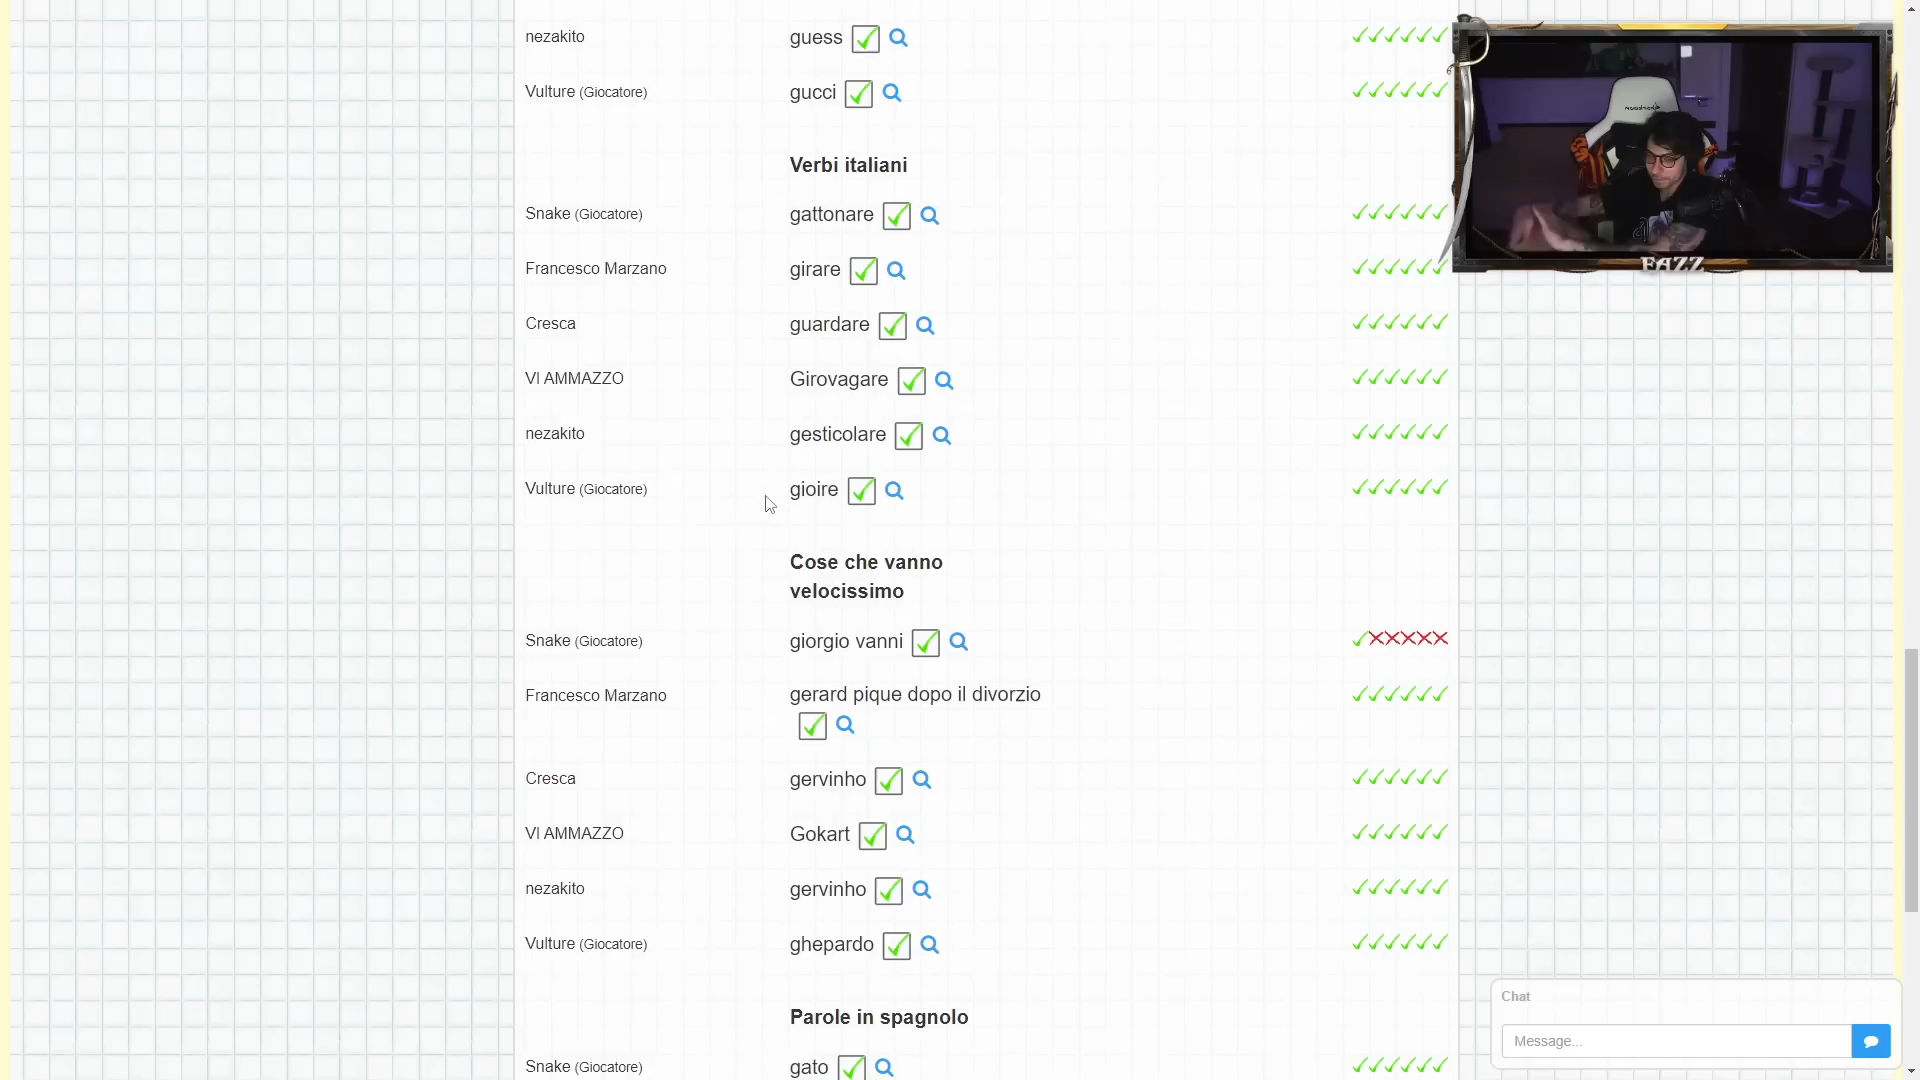 nezakito guess
Vulture (Giocatore) gucci
Verbi italiani
Snake (Giocatore) gattonare
Francesco Marzano girare
Cresca guardare
VI AMMAZZO Girovagare
nezakito gesticolare
Vulture (Giocatore) gioire
Cose che vanno
velocissimo
Snake (Giocatore) giorgio vanni
Francesco Marzano gerard pique dopo il divorzio
Cresca gervinho
VI AMMAZZO Gokart
nezakito gervinho
Vulture (Giocatore) ghepardo
Parole in spagnolo
Snake (Giocatore) gato
FAZZ
Chat
Message...